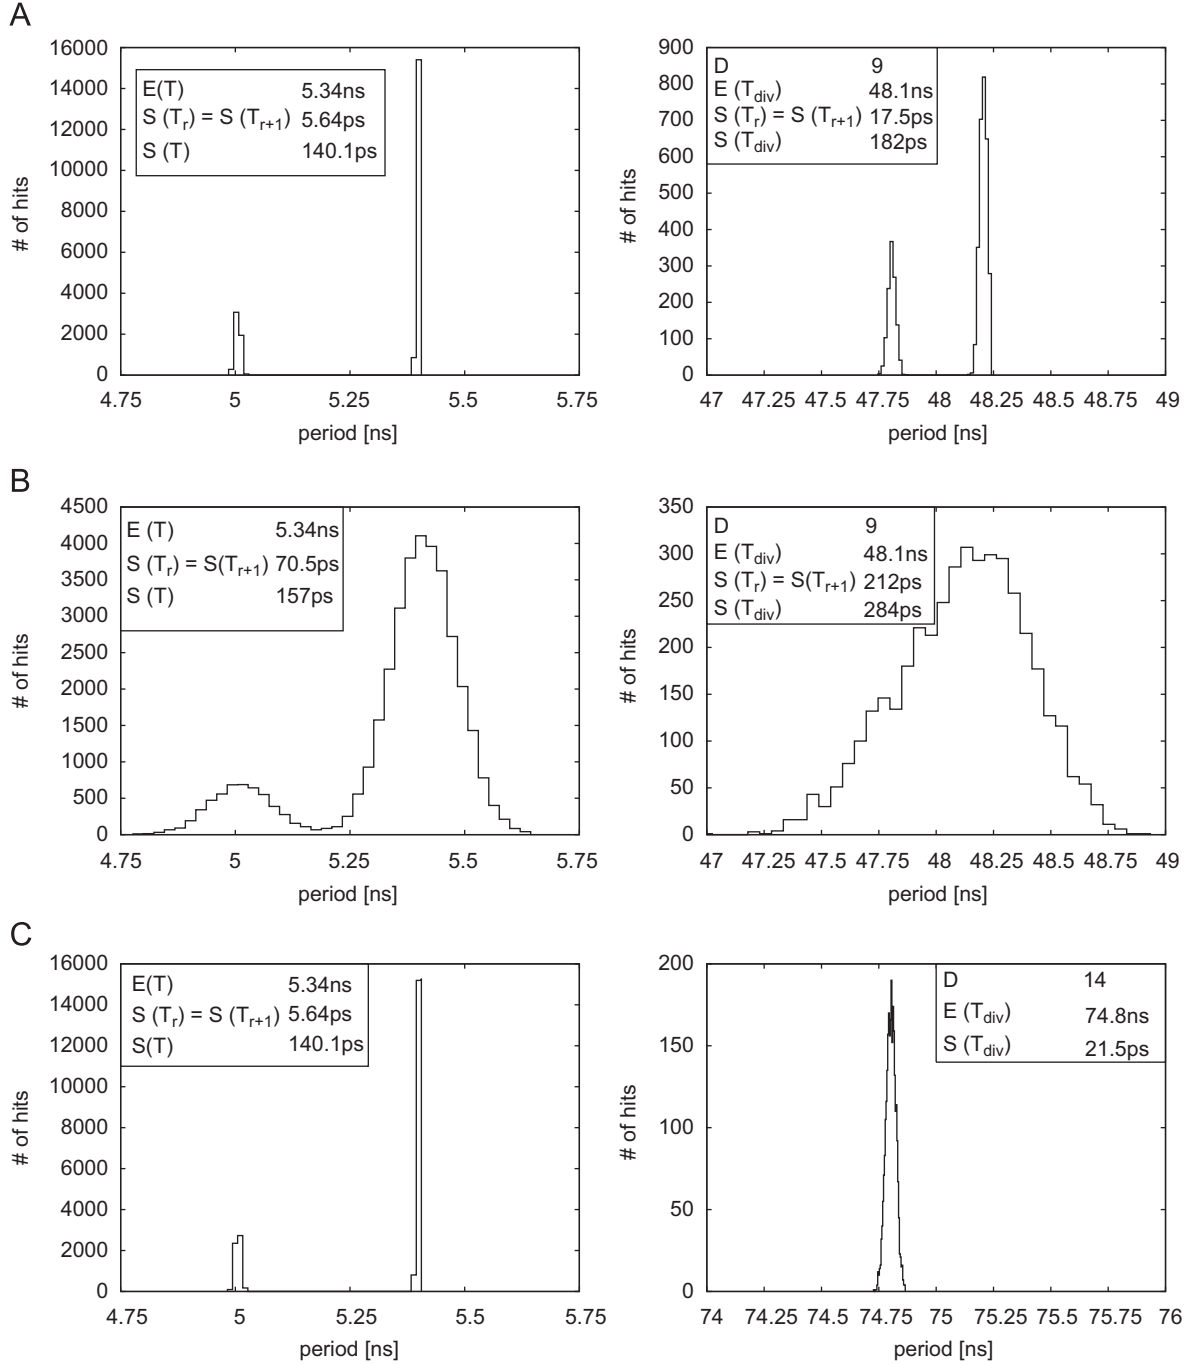 A
16000
14000
12000
10000
8000
6000
4000
2000
0
# of hits
E(T) 5.34ns
S (Tr) = S (Tr+1) 5.64ps
S (T) 140.1ps
4.75 5 5.25 5.5 5.75
period [ns]
900
800
700
600
500
400
300
200
100
0
# of hits
D 9
E (Tdiv) 48.1ns
S (Tr) = S (Tr+1) 17.5ps
S (Tdiv) 182ps
47 47.25 47.5 47.75 48 48.25 48.5 48.75 49
period [ns]
B
4500
4000
3500
3000
2500
2000
1500
1000
500
0
# of hits
E (T) 5.34ns
S (Tr) = S(Tr+1) 70.5ps
S (T) 157ps
4.75 5 5.25 5.5 5.75
period [ns]
350
300
250
200
150
100
50
0
# of hits
D 9
E (Tdiv) 48.1ns
S (Tr) = S(Tr+1) 212ps
S (Tdiv) 284ps
47 47.25 47.5 47.75 48 48.25 48.5 48.75 49
period [ns]
C
16000
14000
12000
10000
8000
6000
4000
2000
0
# of hits
E(T) 5.34ns
S (Tr) = S (Tr+1) 5.64ps
S(T) 140.1ps
4.75 5 5.25 5.5 5.75
period [ns]
200
150
100
50
0
# of hits
D 14
E (Tdiv) 74.8ns
S (Tdiv) 21.5ps
74 74.25 74.5 74.75 75 75.25 75.5 75.75 76
period [ns]